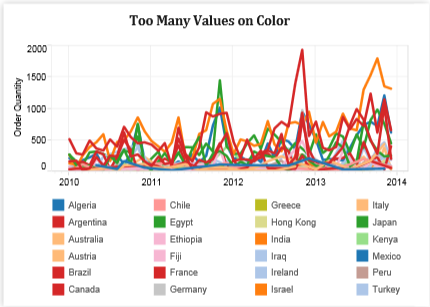 Too Many Values on Color
Order Quantity
2000
1500
1000
500
0
2010 2011 2012 2013 2014
Algeria Chile Greece Italy
Argentina Egypt Hong Kong Japan
Australia Ethiopia India Kenya
Austria Fiji Iraq Mexico
Brazil France Ireland Peru
Canada Germany Israel Turkey